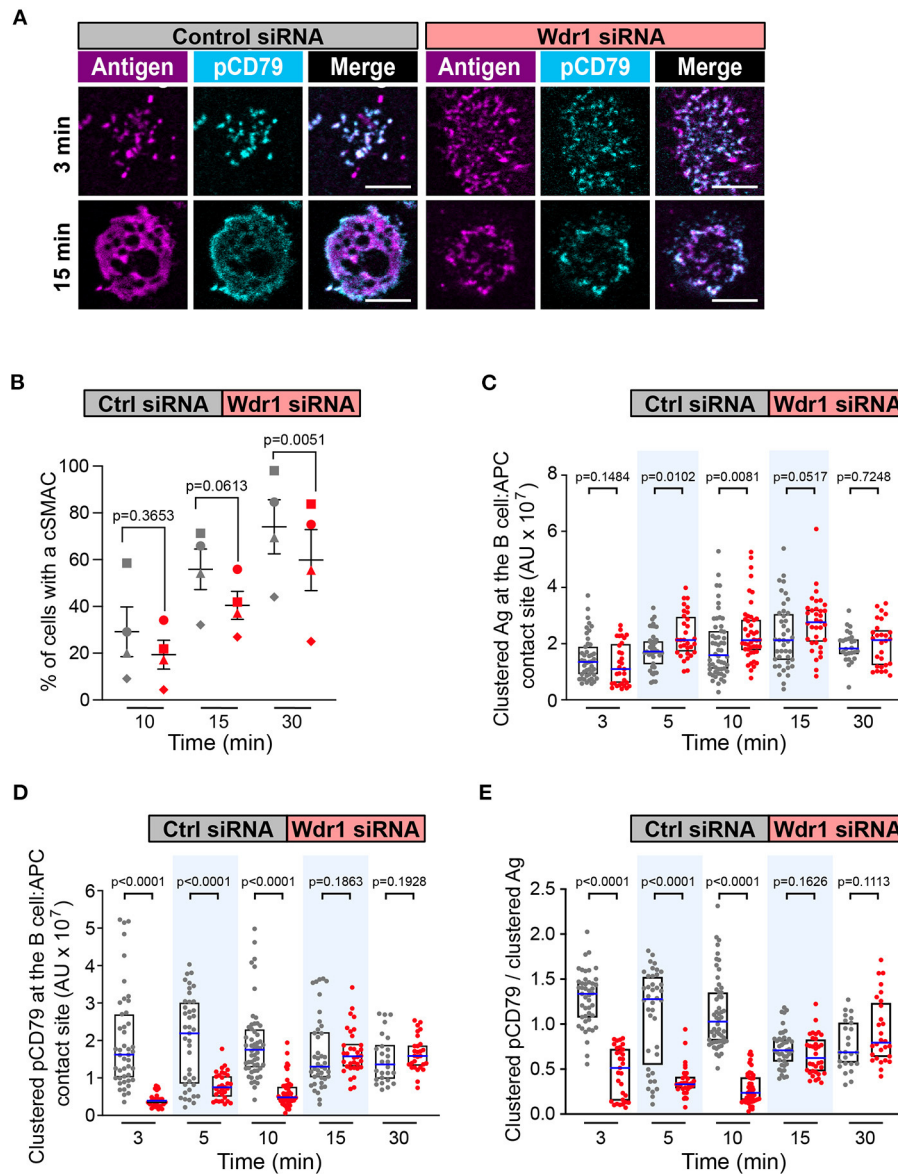 A
Control siRNA
Wdr1 siRNA
Antigen
pCD79
Merge
Antigen
pCD79
Merge
3 min
15 min
B
Ctrl siRNA
Wdr1 siRNA
p=0.0051
p=0.0613
p=0.3653
100
80
60
40
20
0
% of cells with a cSMAC
10
15
30
Time (min)
C
Ctrl siRNA
Wdr1 siRNA
p=0.1484
p=0.0102
p=0.0081
p=0.0517
p=0.7248
8
6
4
2
0
Clustered Ag at the B cell:APC
contact site (AU x 10⁷)
3
5
10
15
30
Time (min)
D
Ctrl siRNA
Wdr1 siRNA
p<0.0001
p<0.0001
p<0.0001
p=0.1863
p=0.1928
6
5
4
3
2
1
0
Clustered pCD79 at the B cell:APC
contact site (AU x 10⁷)
3
5
10
15
30
Time (min)
E
Ctrl siRNA
Wdr1 siRNA
p<0.0001
p<0.0001
p<0.0001
p=0.1626
p=0.1113
2.5
2.0
1.5
1.0
0.5
0.0
Clustered pCD79 / clustered Ag
3
5
10
15
30
Time (min)